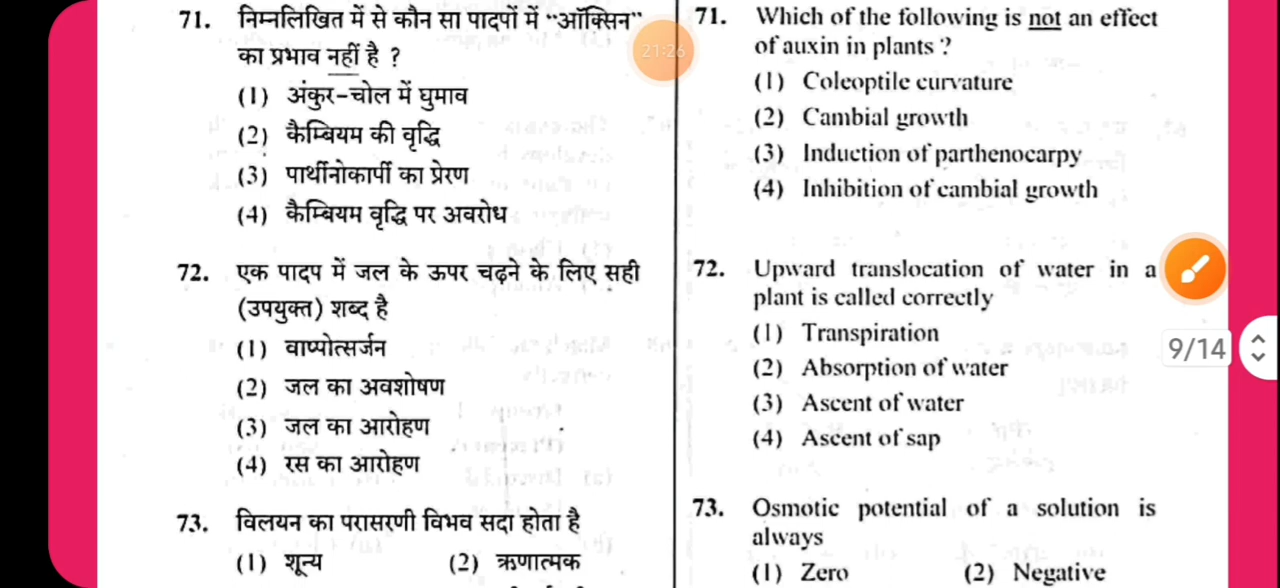 71. निम्नलिखित में से कौन सा पादपों में “ऑक्सिन”
का प्रभाव नहीं है ?
(1) अंकुर-चोल में घुमाव
(2) कैम्बियम की वृद्धि
(3) पार्थीनोकार्पी का प्रेरण
(4) कैम्बियम वृद्धि पर अवरोध
72. एक पादप में जल के ऊपर चढ़ने के लिए सही
(उपयुक्त) शब्द है
(1) वाष्पोत्सर्जन
(2) जल का अवशोषण
(3) जल का आरोहण
(4) रस का आरोहण
73. विलयन का परासरणी विभव सदा होता है
(1) शून्य (2) ऋणात्मक
21:26
71. Which of the following is not an effect
of auxin in plants ?
(1) Coleoptile curvature
(2) Cambial growth
(3) Induction of parthenocarpy
(4) Inhibition of cambial growth
72. Upward translocation of water in a
plant is called correctly
(1) Transpiration
(2) Absorption of water
(3) Ascent of water
(4) Ascent of sap
73. Osmotic potential of a solution is
always
(1) Zero (2) Negative
9/14